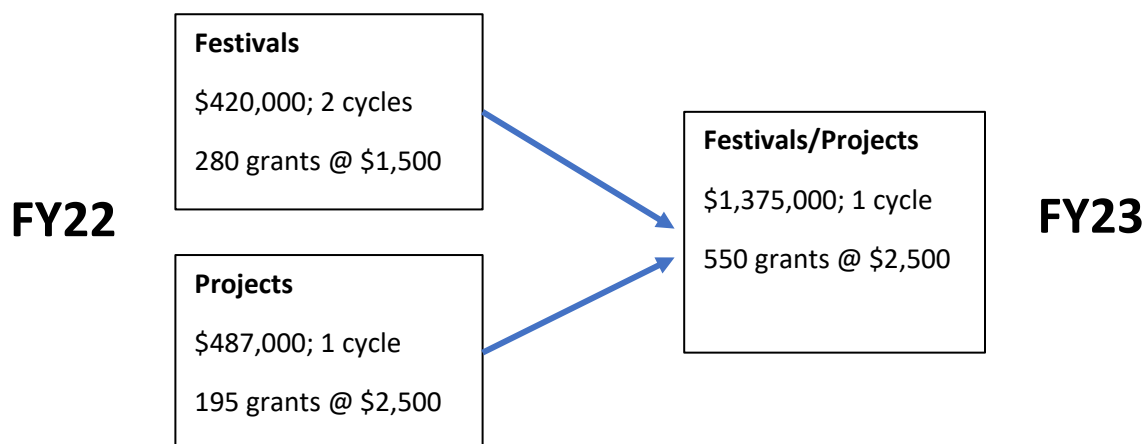 FY22
Festivals
$420,000; 2 cycles
280 grants @ $1,500
Projects
$487,000; 1 cycle
195 grants @ $2,500
Festivals/Projects
$1,375,000; 1 cycle
550 grants @ $2,500
FY23